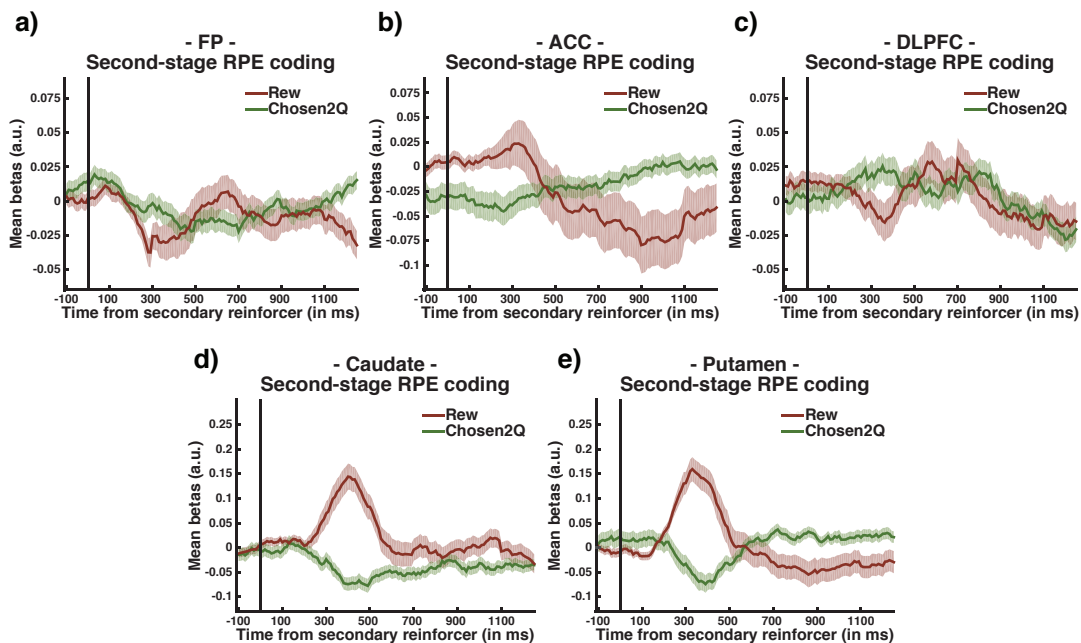 a)
- FP -
Second-stage RPE coding
Rew
Chosen2Q
Mean betas (a.u.)
0.075
0.05
0.025
0
-0.025
-0.05
-100 100 300 500 700 900 1100
Time from secondary reinforcer (in ms)
b)
- ACC -
Second-stage RPE coding
Rew
Chosen2Q
Mean betas (a.u.)
0.075
0.05
0.025
0
-0.025
-0.05
-0.075
-0.1
-100 100 300 500 700 900 1100
Time from secondary reinforcer (in ms)
c)
- DLPFC -
Second-stage RPE coding
Rew
Chosen2Q
Mean betas (a.u.)
0.075
0.05
0.025
0
-0.025
-0.05
-100 100 300 500 700 900 1100
Time from secondary reinforcer (in ms)
d)
- Caudate -
Second-stage RPE coding
Rew
Chosen2Q
Mean betas (a.u.)
0.25
0.2
0.15
0.1
0.05
0
-0.05
-0.1
-100 100 300 500 700 900 1100
Time from secondary reinforcer (in ms)
e)
- Putamen -
Second-stage RPE coding
Rew
Chosen2Q
Mean betas (a.u.)
0.25
0.2
0.15
0.1
0.05
0
-0.05
-0.1
-100 100 300 500 700 900 1100
Time from secondary reinforcer (in ms)